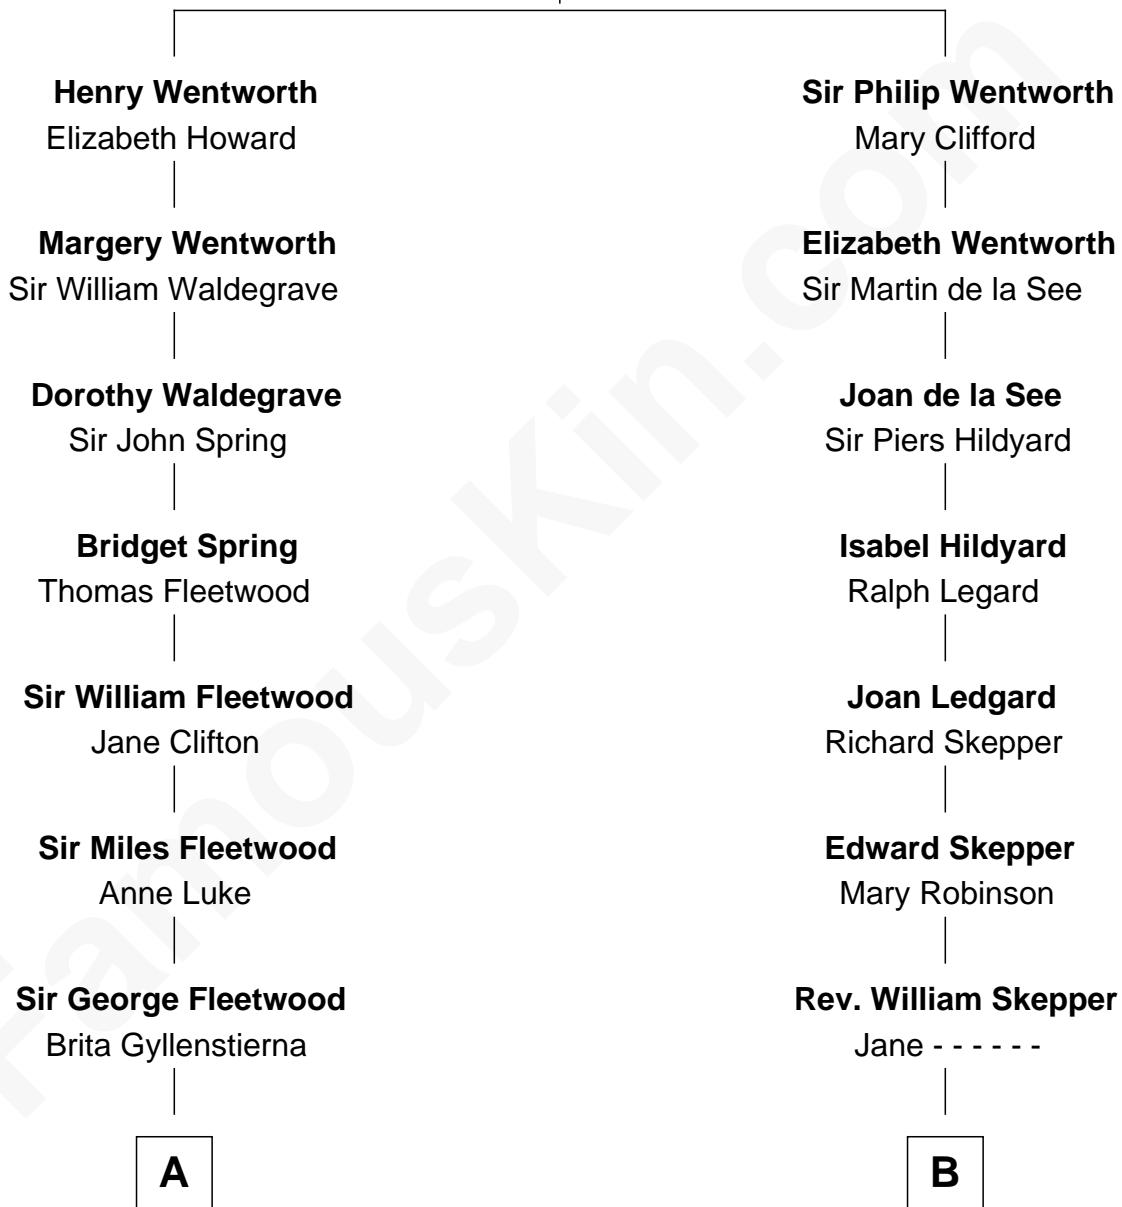 Henry Wentworth
Elizabeth Howard
Margery Wentworth
Sir William Waldegrave
Dorothy Waldegrave
Sir John Spring
Bridget Spring
Thomas Fleetwood
Sir William Fleetwood
Jane Clifton
Sir Miles Fleetwood
Anne Luke
Sir George Fleetwood
Brita Gyllenstierna
A
Sir Philip Wentworth
Mary Clifford
Elizabeth Wentworth
Sir Martin de la See
Joan de la See
Sir Piers Hildyard
Isabel Hildyard
Ralph Legard
Joan Ledgard
Richard Skepper
Edward Skepper
Mary Robinson
Rev. William Skepper
Jane - - - - - -
B
FamousKin.com